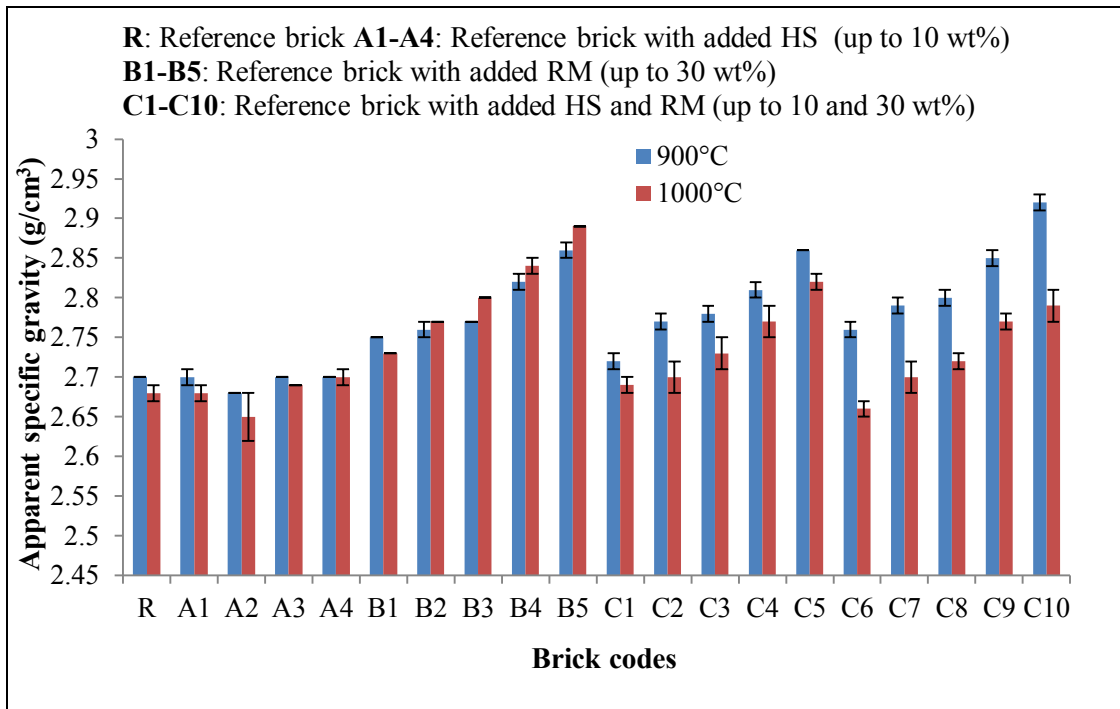 R: Reference brick A1-A4: Reference brick with added HS (up to 10 wt%)
B1-B5: Reference brick with added RM (up to 30 wt%)
C1-C10: Reference brick with added HS and RM (up to 10 and 30 wt%)
900°C
1000°C
Apparent specific gravity (g/cm³)
3
2.95
2.9
2.85
2.8
2.75
2.7
2.65
2.6
2.55
2.5
2.45
R A1 A2 A3 A4 B1 B2 B3 B4 B5 C1 C2 C3 C4 C5 C6 C7 C8 C9 C10
Brick codes